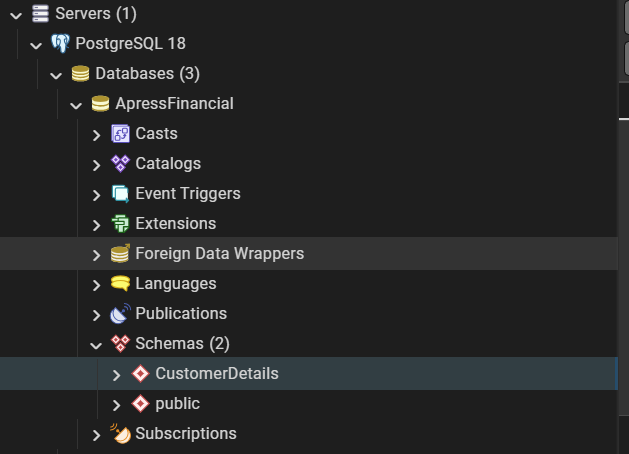 Servers (1)
PostgreSQL 18
Databases (3)
ApressFinancial
Casts
Catalogs
Event Triggers
Extensions
Foreign Data Wrappers
Languages
Publications
Schemas (2)
CustomerDetails
public
Subscriptions